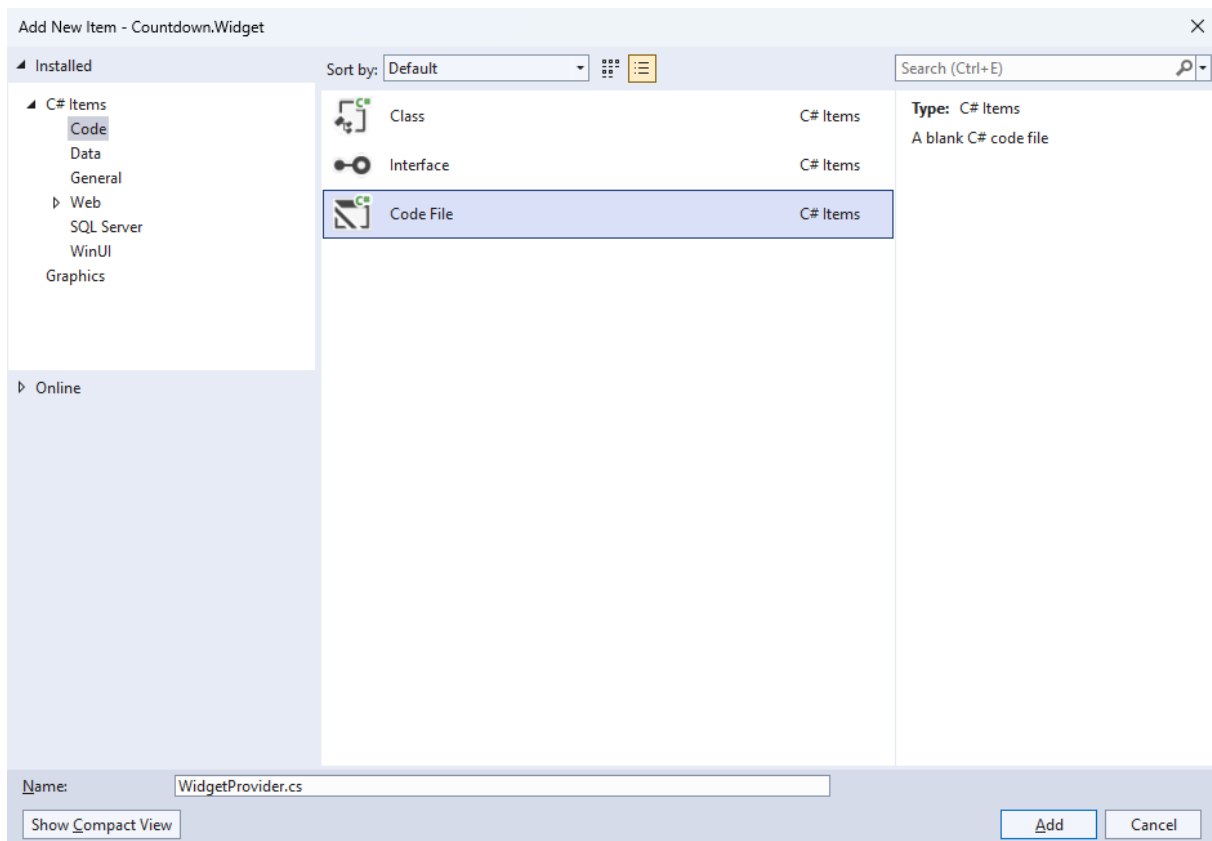 Add New Item - Countdown.Widget
Installed
Sort by: Default
Search (Ctrl+E)
C# Items
Code
Data
General
Web
SQL Server
WinUI
Graphics
Online
C# Class C# Items
Interface C# Items
C# Code File C# Items
Type: C# Items
A blank C# code file
Name: WidgetProvider.cs
Show Compact View Add Cancel